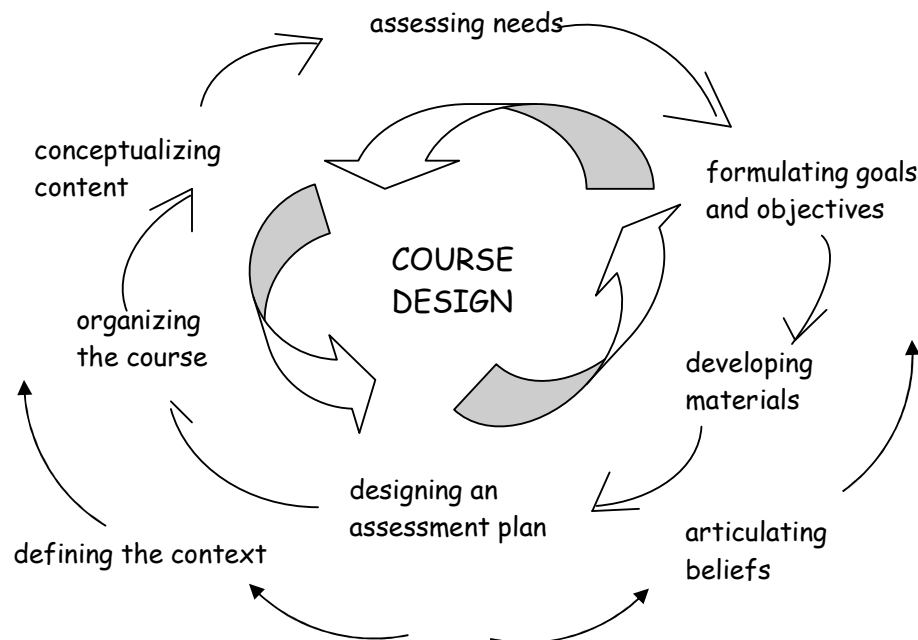 assessing needs
conceptualizing
content
formulating goals
and objectives
COURSE
DESIGN
organizing
the course
developing
materials
designing an
assessment plan
defining the context
articulating
beliefs